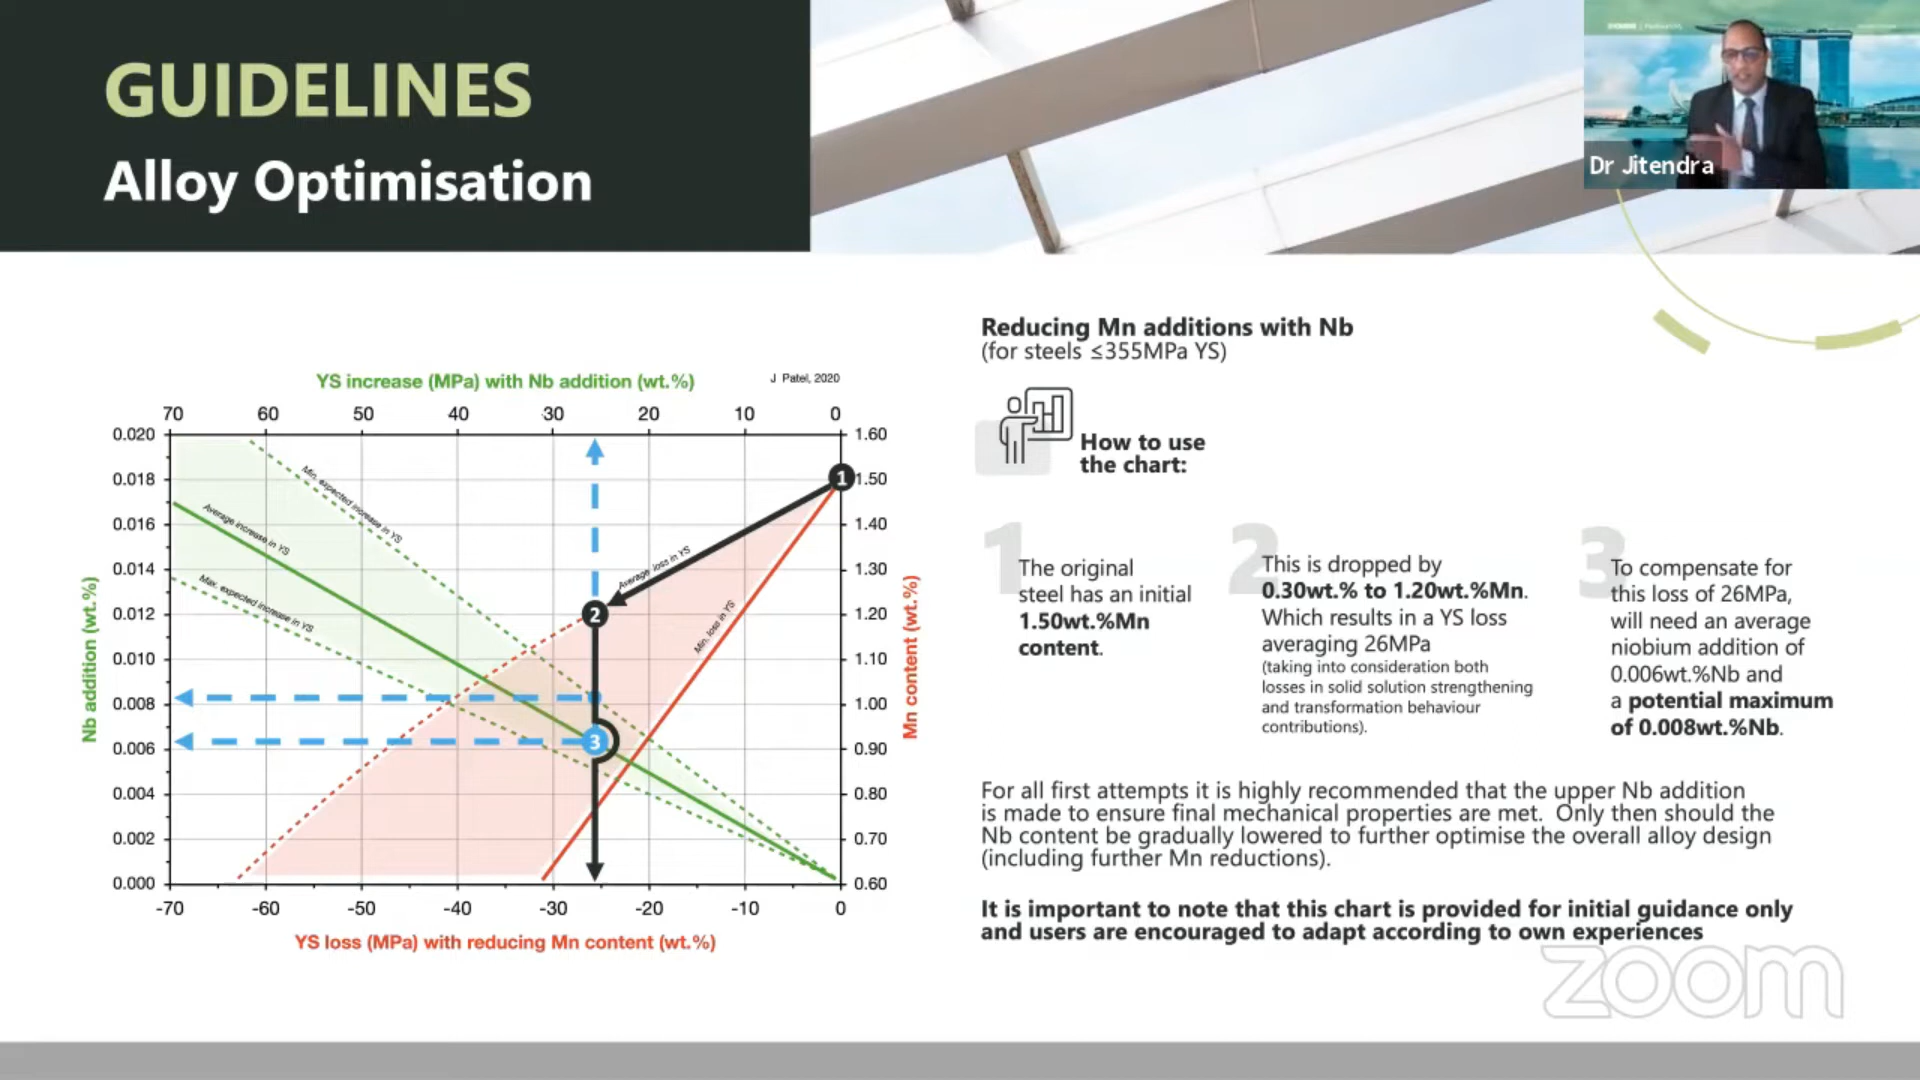 GUIDELINES
Alloy Optimisation
Dr Jitendra
Reducing Mn additions with Nb
(for steels ≤355MPa YS)
How to use
the chart:
1
The original
steel has an initial
1.50wt.%Mn
content.
2
This is dropped by
0.30wt.% to 1.20wt.%Mn.
Which results in a YS loss
averaging 26MPa
(taking into consideration both
losses in solid solution strengthening
and transformation behaviour
contributions).
3
To compensate for
this loss of 26MPa,
will need an average
niobium addition of
0.006wt.%Nb and
a potential maximum
of 0.008wt.%Nb.
For all first attempts it is highly recommended that the upper Nb addition
is made to ensure final mechanical properties are met. Only then should the
Nb content be gradually lowered to further optimise the overall alloy design
(including further Mn reductions).
It is important to note that this chart is provided for initial guidance only
and users are encouraged to adapt according to own experiences
YS increase (MPa) with Nb addition (wt.%)
J Patel, 2020
70 60 50 40 30 20 10 0
Nb addition (wt.%)
0.020
0.018
0.016
0.014
0.012
0.010
0.008
0.006
0.004
0.002
0.000
Min. expected increase in YS
Average increase in YS
Max. expected increase in YS
Average loss in YS
Min. loss in YS
1
2
3
1.60
1.50
1.40
1.30
1.20
1.10
1.00
0.90
0.80
0.70
0.60
Mn content (wt.%)
-70 -60 -50 -40 -30 -20 -10 0
YS loss (MPa) with reducing Mn content (wt.%)
zoom